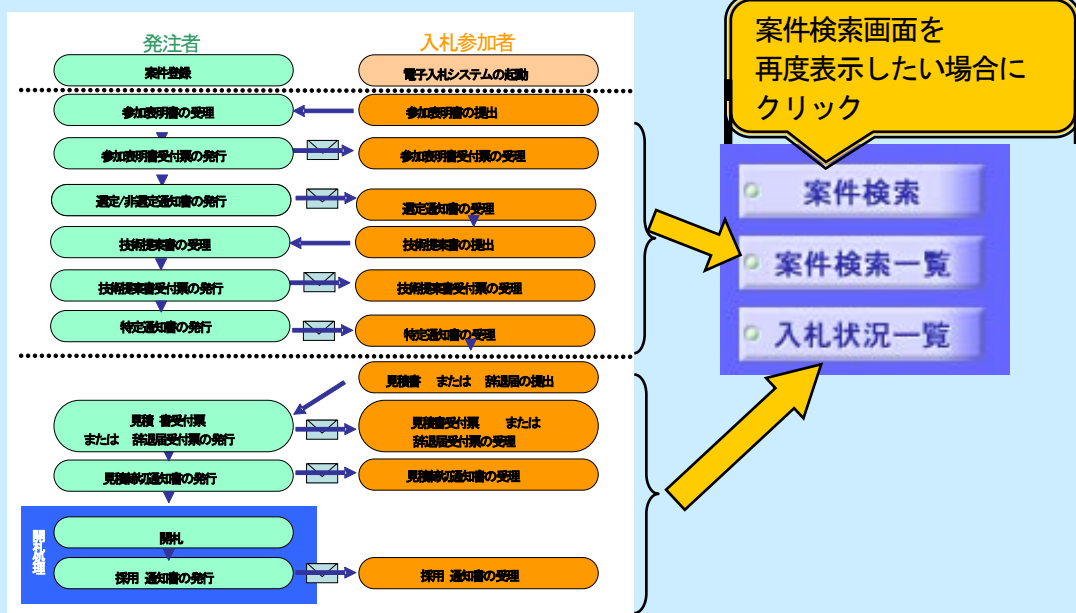 発注者
入札参加者
案件登録
電子入札システムの起動
参加表明書の受理
参加表明書の提出
参加表明書受付票の発行
参加表明書受付票の受理
選定/非選定通知書の発行
選定通知書の受理
技術提案書の受理
技術提案書の提出
技術提案書受付票の発行
技術提案書受付票の受理
特定通知書の発行
特定通知書の受理
見積書 または 辞退届の提出
見積 書受付票
または 辞退届受付票の発行
見積書受付票 または
辞退届受付票の受理
見積締切通知書の発行
見積締切通知書の受理
開札処理
開札
採用 通知書の発行
採用 通知書の受理
案件検索画面を
再度表示したい場合に
クリック
案件検索
案件検索一覧
入札状況一覧